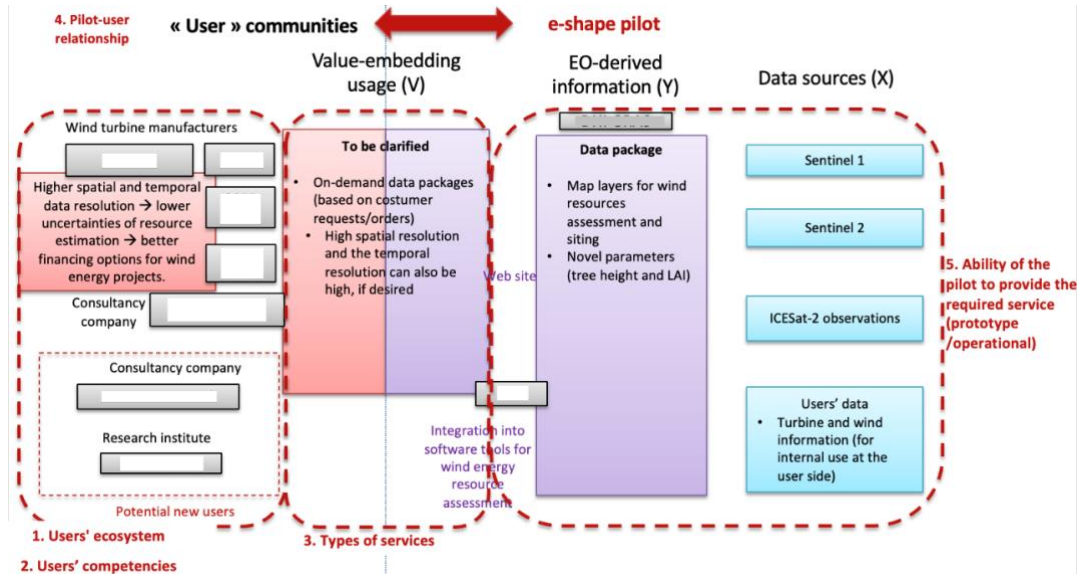 4. Pilot-user
relationship
« User » communities
e-shape pilot
Value-embedding
usage (V)
EO-derived
information (Y)
Data sources (X)
Wind turbine manufacturers
Higher spatial and temporal
data resolution → lower
uncertainties of resource
estimation → better
financing options for wind
energy projects.
Consultancy
company
Consultancy company
Research institute
Potential new users
1. Users' ecosystem
2. Users' competencies
To be clarified
• On-demand data packages
(based on costumer
requests/orders)
• High spatial resolution
and the temporal
resolution can also be
high, if desired
3. Types of services
Web site
Integration into
software tools for
wind energy
resource
assessment
Data package
• Map layers for wind
resources
assessment and
siting
• Novel parameters
(tree height and LAI)
Sentinel 1
Sentinel 2
ICESat-2 observations
Users' data
• Turbine and wind
information (for
internal use at the
user side)
5. Ability of the
pilot to provide the
required service
(prototype
/operational)